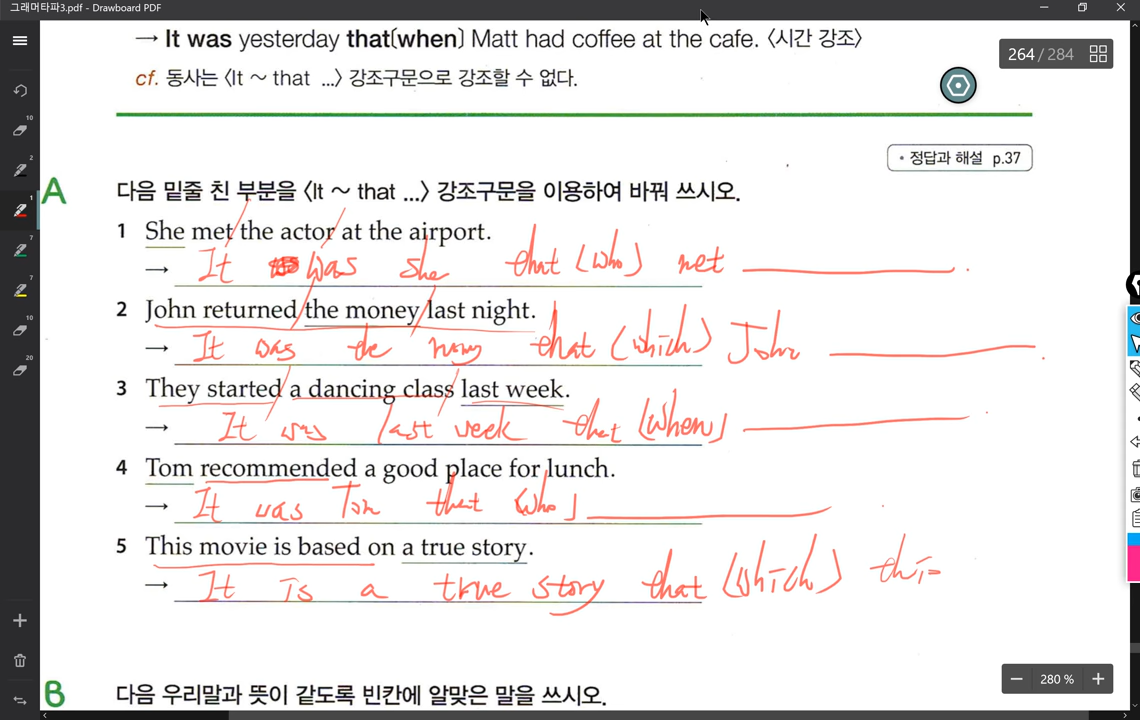 그래머타파3.pdf - Drawboard PDF
→ It was yesterday that(when) Matt had coffee at the cafe. 〈시간 강조〉
264 / 284
cf. 동사는 〈It ~ that ...〉 강조구문으로 강조할 수 없다.
• 정답과 해설 p.37
A 다음 밑줄 친 부분을 〈It ~ that ...〉 강조구문을 이용하여 바꿔 쓰시오.
1 She met the actor at the airport.
→ It was she that (who) met
2 John returned the money last night.
→ It was the money that (which) John
3 They started a dancing class last week.
→ It was last week that (when)
4 Tom recommended a good place for lunch.
→ It was Tom that (who)
5 This movie is based on a true story.
→ It is a true story that (which) this
B 다음 우리말과 뜻이 같도록 빈칸에 알맞은 말을 쓰시오.
280 %
10
2
1
7
7
10
20